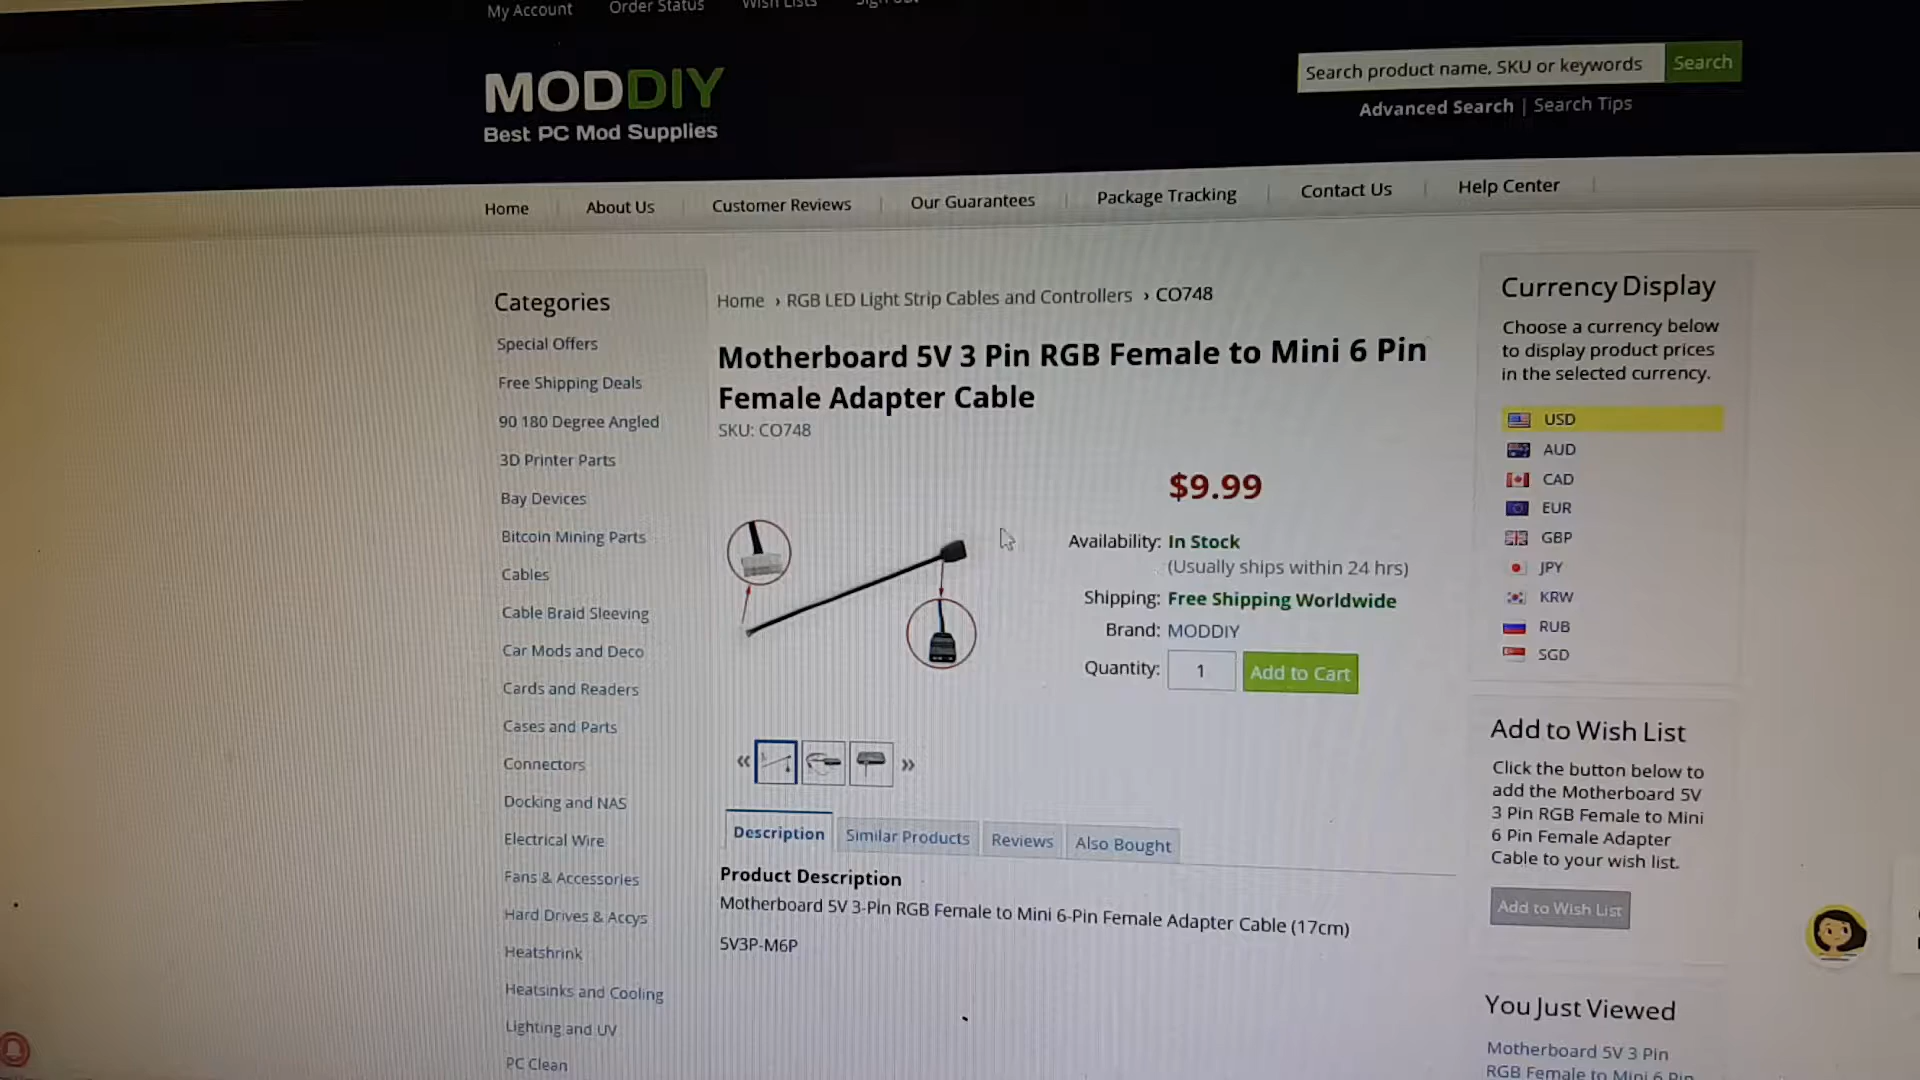 My Account Order Status Wish Lists Sign out
MODDIY
Best PC Mod Supplies
Search product name, SKU or keywords Search
Advanced Search | Search Tips
Home About Us Customer Reviews Our Guarantees Package Tracking Contact Us Help Center
Categories
Special Offers
Free Shipping Deals
90 180 Degree Angled
3D Printer Parts
Bay Devices
Bitcoin Mining Parts
Cables
Cable Braid Sleeving
Car Mods and Deco
Cards and Readers
Cases and Parts
Connectors
Docking and NAS
Electrical Wire
Fans & Accessories
Hard Drives & Accys
Heatshrink
Heatsinks and Cooling
Lighting and UV
PC Clean
Home › RGB LED Light Strip Cables and Controllers › CO748
Motherboard 5V 3 Pin RGB Female to Mini 6 Pin
Female Adapter Cable
SKU: CO748
$9.99
Availability: In Stock
(Usually ships within 24 hrs)
Shipping: Free Shipping Worldwide
Brand: MODDIY
Quantity: 1 Add to Cart
« »
Description Similar Products Reviews Also Bought
Product Description
Motherboard 5V 3-Pin RGB Female to Mini 6-Pin Female Adapter Cable (17cm)
5V3P-M6P
Currency Display
Choose a currency below
to display product prices
in the selected currency.
USD
AUD
CAD
EUR
GBP
JPY
KRW
RUB
SGD
Add to Wish List
Click the button below to
add the Motherboard 5V
3 Pin RGB Female to Mini
6 Pin Female Adapter
Cable to your wish list.
Add to Wish List
You Just Viewed
Motherboard 5V 3 Pin
RGB Female to Mini 6 Pin